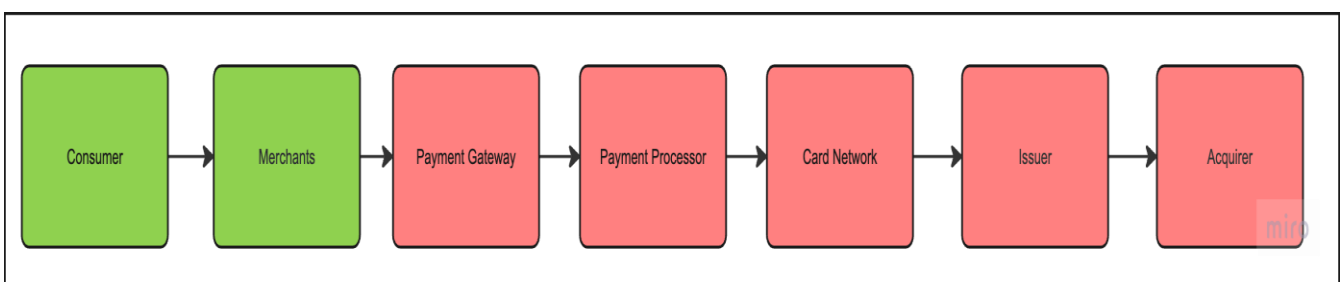 Consumer
Merchants
Payment Gateway
Payment Processor
Card Network
Issuer
Acquirer
miro